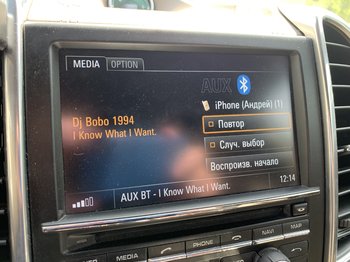 MEDIA OPTION
AUX
iPhone (Андрей) (1)
Dj Bobo 1994
I Know What I Want.
Повтор
Случ. выбор
Воспроизв. начало
AUX BT - I Know What I Want.
12:14
PHONE
NAVI
MAP